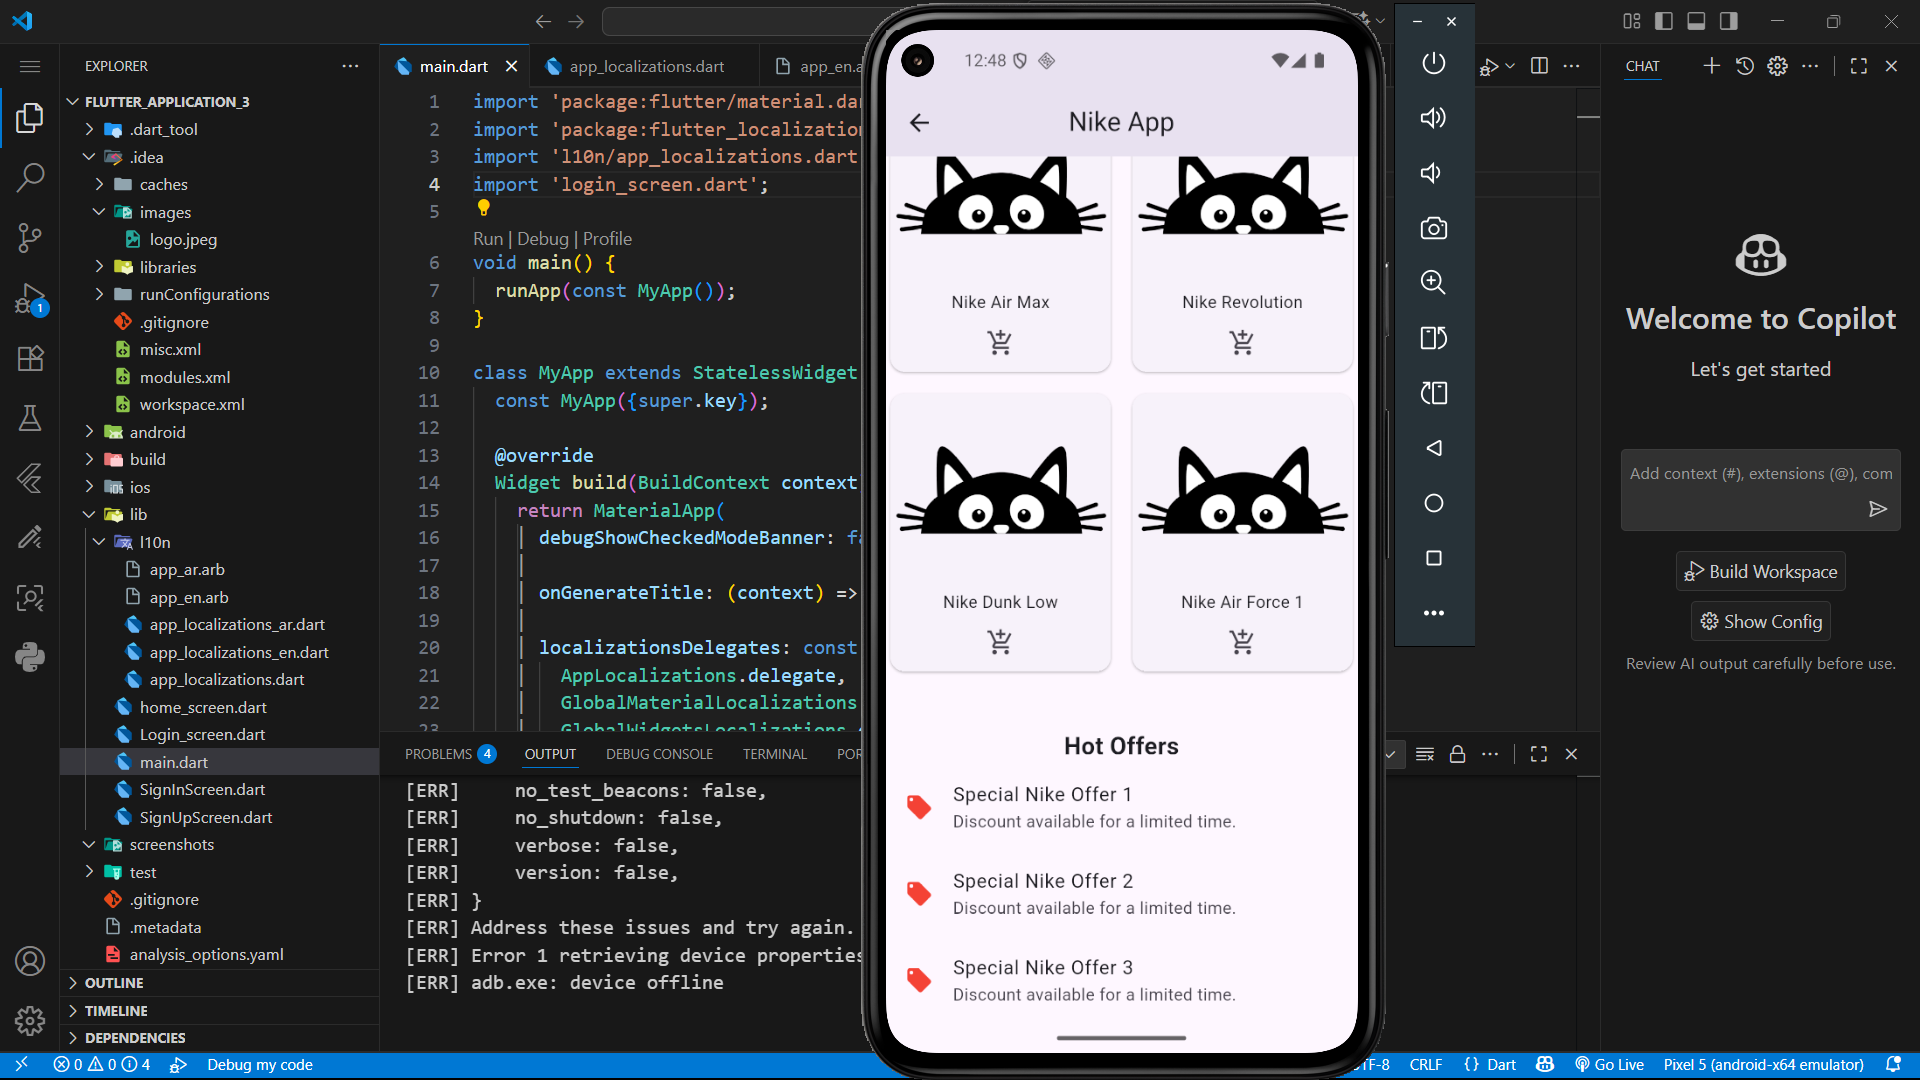 EXPLORER
FLUTTER_APPLICATION_3
.dart_tool
.idea
caches
images
logo.jpeg
libraries
runConfigurations
.gitignore
misc.xml
modules.xml
workspace.xml
android
build
ios
lib
l10n
app_ar.arb
app_en.arb
app_localizations_ar.dart
app_localizations_en.dart
app_localizations.dart
home_screen.dart
Login_screen.dart
main.dart
SignInScreen.dart
SignUpScreen.dart
screenshots
test
.gitignore
.metadata
analysis_options.yaml
OUTLINE
TIMELINE
DEPENDENCIES
1
main.dart
app_localizations.dart
app_en.a
1 import 'package:flutter/material.dar
2 import 'package:flutter_localization
3 import 'l10n/app_localizations.dart
4 import 'login_screen.dart';
5
Run | Debug | Profile
6 void main() {
7 runApp(const MyApp());
8 }
9
10 class MyApp extends StatelessWidget
11 const MyApp({super.key});
12
13 @override
14 Widget build(BuildContext context
15 return MaterialApp(
16 debugShowCheckedModeBanner: fa
17
18 onGenerateTitle: (context) =>
19
20 localizationsDelegates: const
21 AppLocalizations.delegate,
22 GlobalMaterialLocalizations
23 GlobalWidgetsLocalizations.
PROBLEMS 4
OUTPUT
DEBUG CONSOLE
TERMINAL
POR
[ERR] no_test_beacons: false,
[ERR] no_shutdown: false,
[ERR] verbose: false,
[ERR] version: false,
[ERR] }
[ERR] Address these issues and try again.
[ERR] Error 1 retrieving device properties
[ERR] adb.exe: device offline
12:48
Nike App
Nike Air Max
Nike Revolution
Nike Dunk Low
Nike Air Force 1
Hot Offers
Special Nike Offer 1
Discount available for a limited time.
Special Nike Offer 2
Discount available for a limited time.
Special Nike Offer 3
Discount available for a limited time.
CHAT
Welcome to Copilot
Let's get started
Add context (#), extensions (@), com
Build Workspace
Show Config
Review AI output carefully before use.
0 0 4
Debug my code
TF-8
CRLF
{} Dart
Go Live
Pixel 5 (android-x64 emulator)